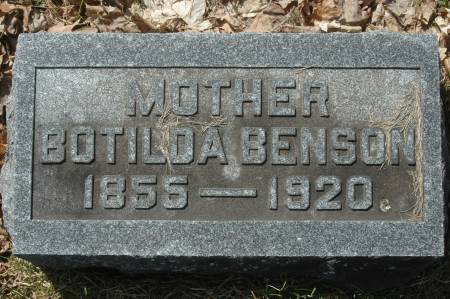 MOTHER
BOTILDA BENSON
1855 — 1920